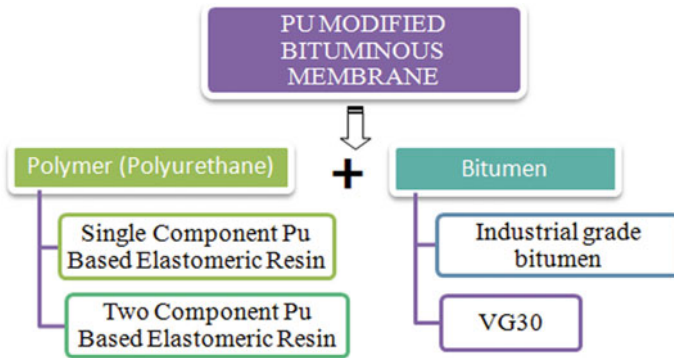 PU MODIFIED
BITUMINOUS
MEMBRANE
Polymer (Polyurethane)
+
Bitumen
Single Component Pu
Based Elastomeric Resin
Two Component Pu
Based Elastomeric Resin
Industrial grade
bitumen
VG30